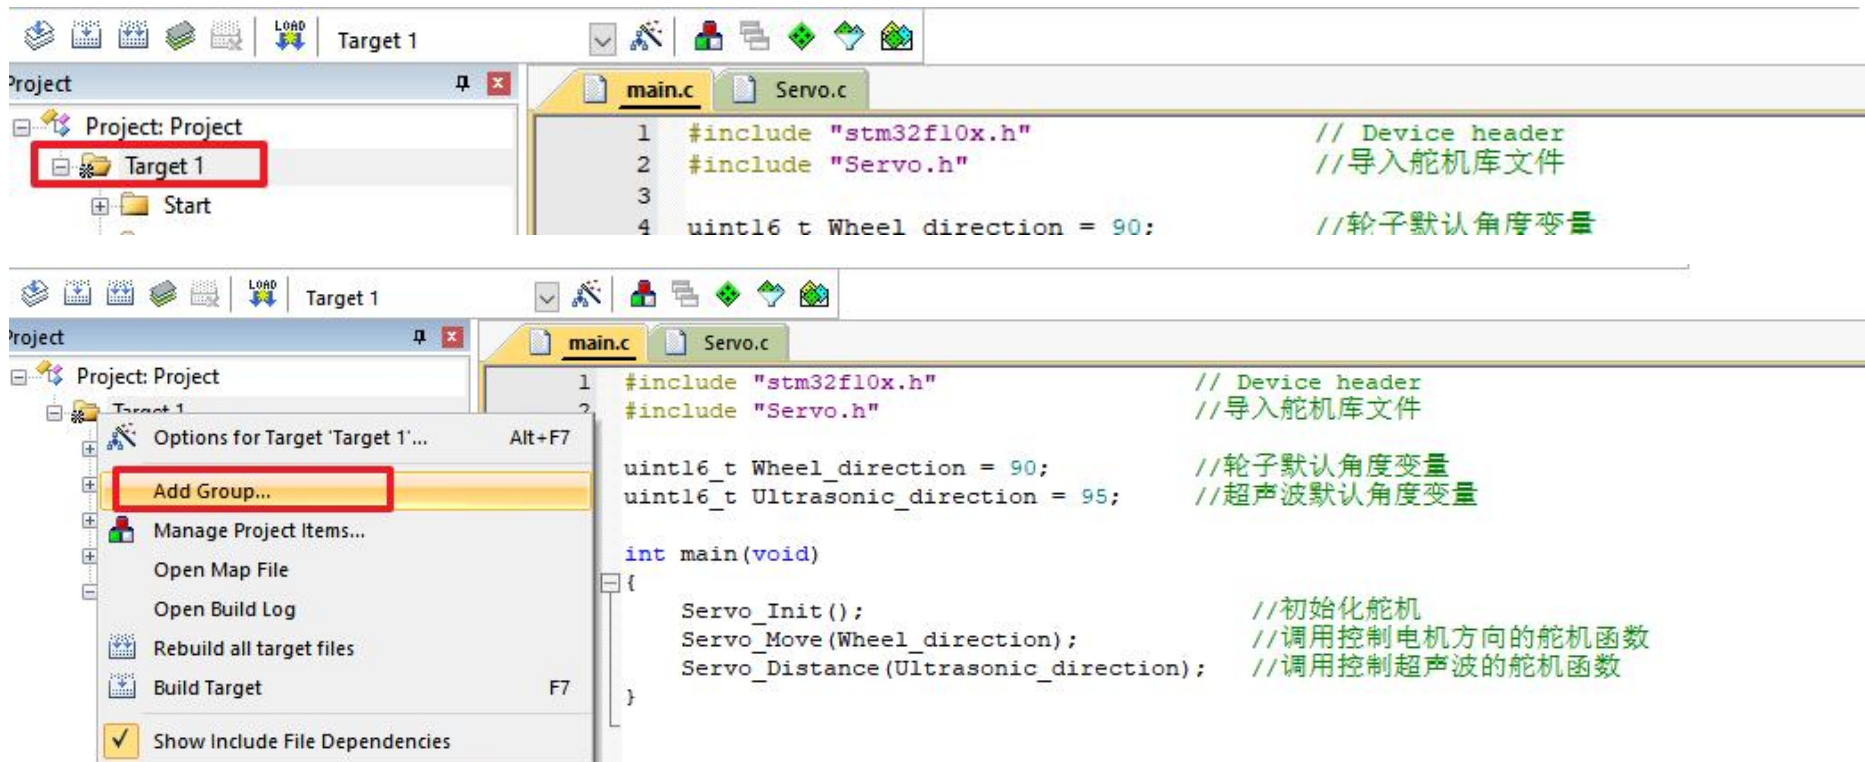 LOAD
Target 1
Project
main.c
Servo.c
Project: Project
Target 1
Start
1 #include "stm32f10x.h" // Device header
2 #include "Servo.h" //导入舵机库文件
3
4 uint16_t Wheel_direction = 90; //轮子默认角度变量
LOAD
Target 1
Project
main.c
Servo.c
Project: Project
Target 1
Options for Target 'Target 1'... Alt+F7
Add Group...
Manage Project Items...
Open Map File
Open Build Log
Rebuild all target files
Build Target F7
Show Include File Dependencies
1 #include "stm32f10x.h" // Device header
2 #include "Servo.h" //导入舵机库文件
uint16_t Wheel_direction = 90; //轮子默认角度变量
uint16_t Ultrasonic_direction = 95; //超声波默认角度变量
int main(void)
{
Servo_Init(); //初始化舵机
Servo_Move(Wheel_direction); //调用控制电机方向的舵机函数
Servo_Distance(Ultrasonic_direction); //调用控制超声波的舵机函数
}